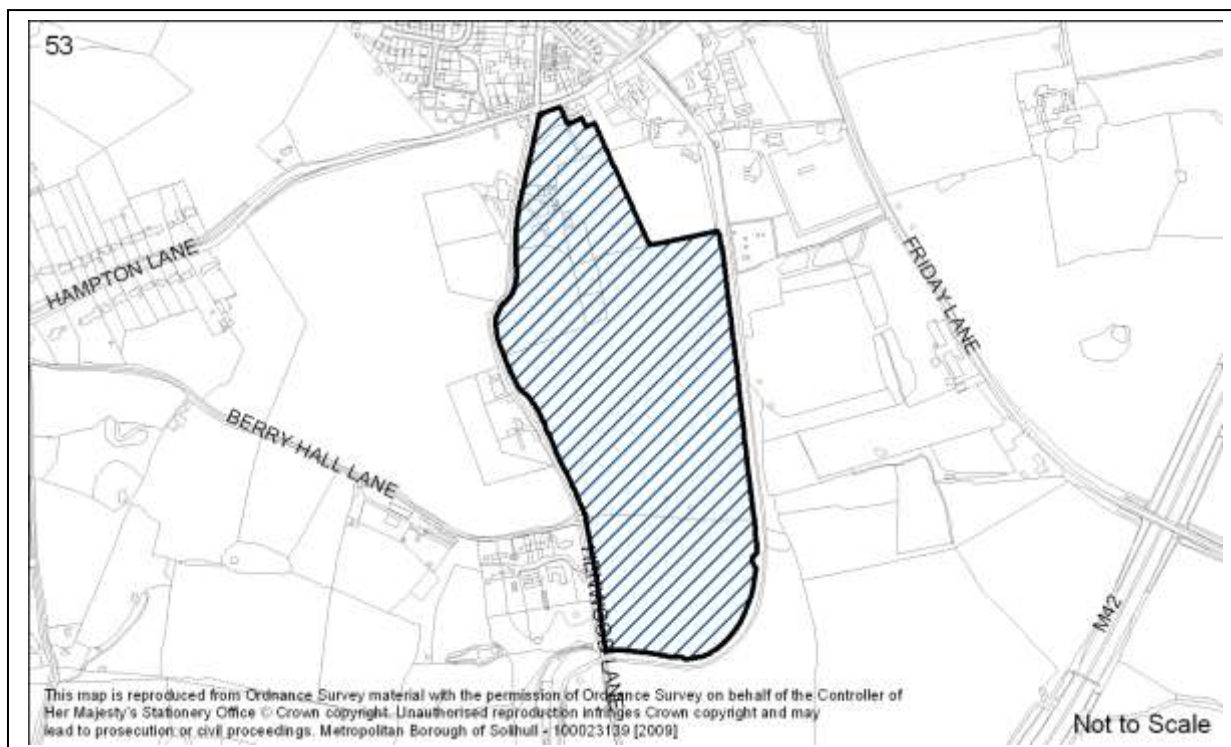 53
HAMPTON LANE
FRIDAY LANE
BERRY HALL LANE
HENWOOD LANE
M42
This map is reproduced from Ordnance Survey material with the permission of Ordnance Survey on behalf of the Controller of
Her Majesty's Stationery Office © Crown copyright. Unauthorised reproduction infringes Crown copyright and may
lead to prosecution or civil proceedings. Metropolitan Borough of Solihull - 100023139 [2009]
Not to Scale